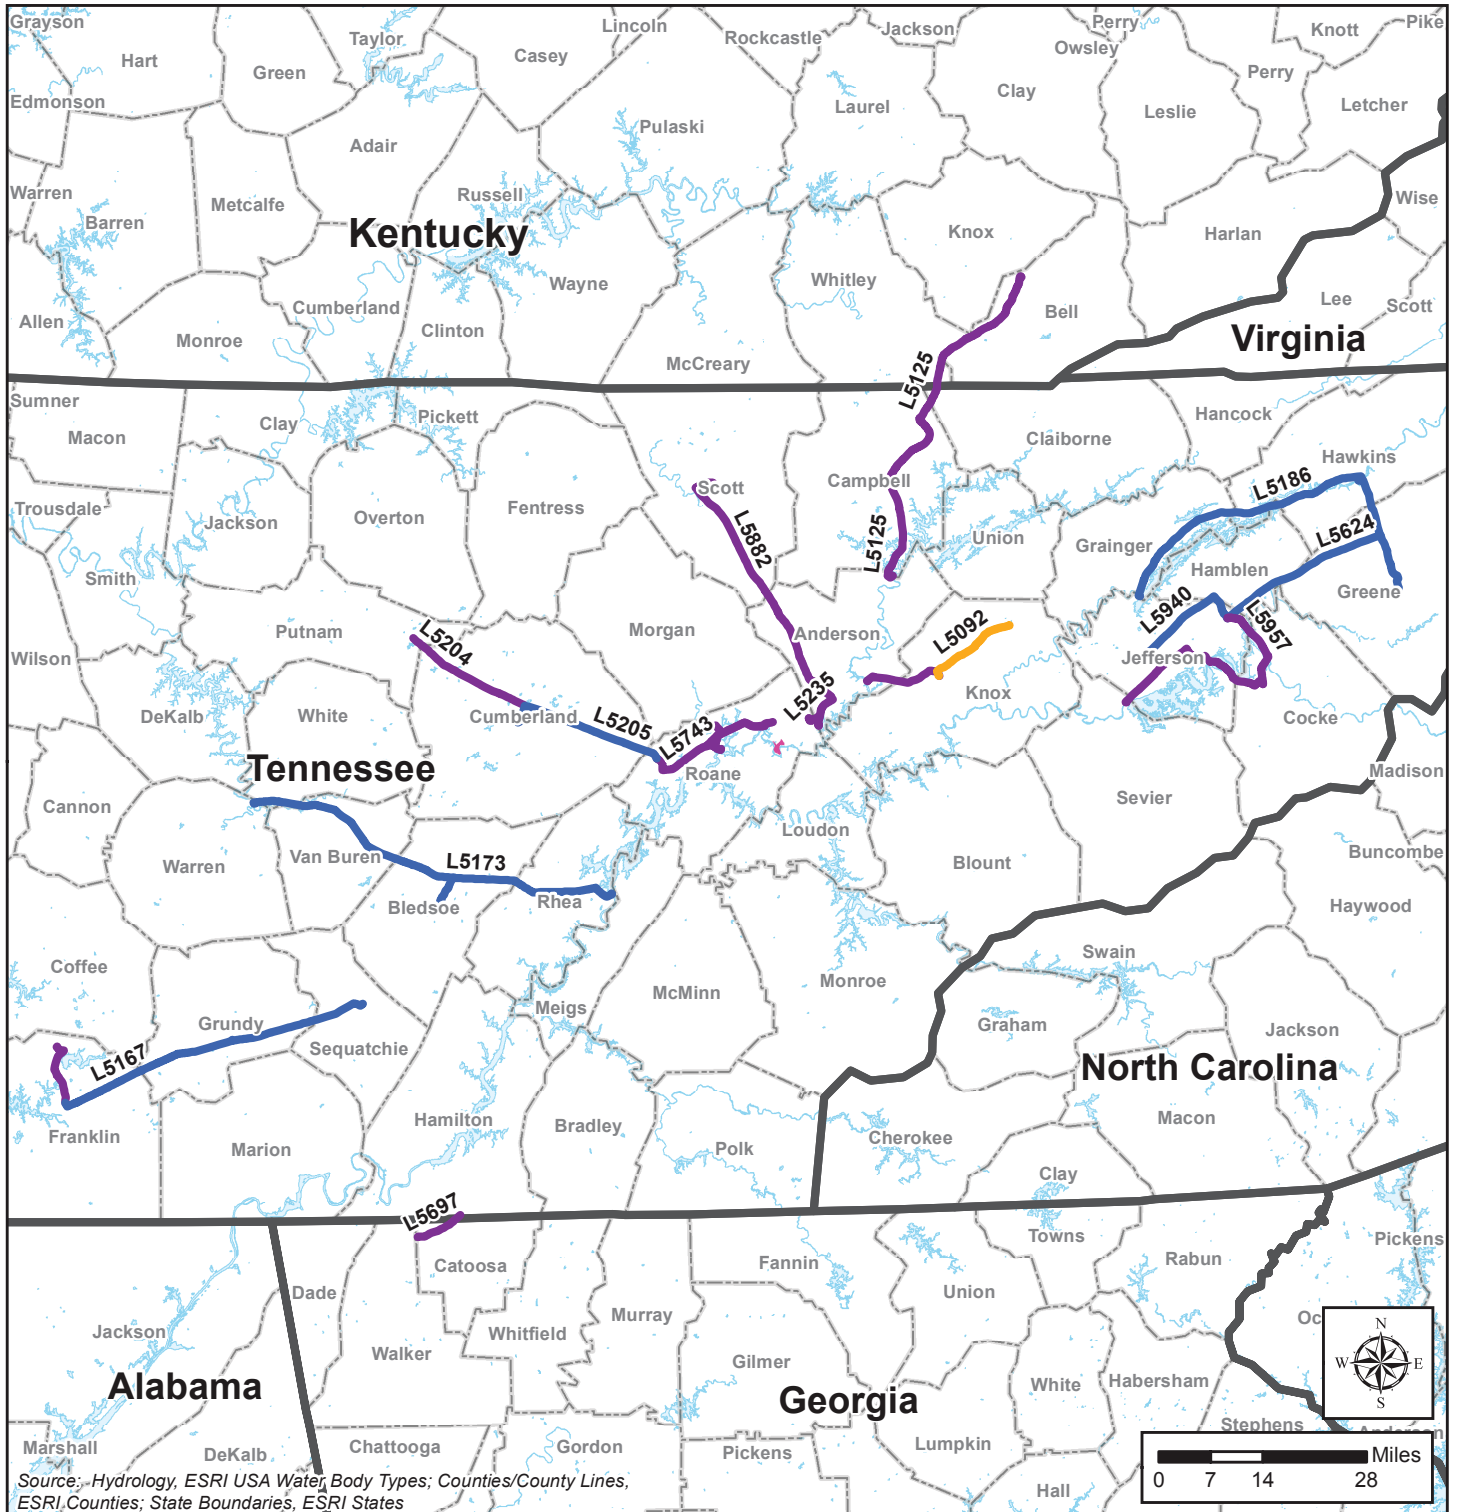 Grayson
Hart
Taylor
Green
Casey
Lincoln
Rockcastle
Jackson
Perry
Owsley
Knott
Pike
Edmonson
Adair
Pulaski
Laurel
Clay
Perry
Leslie
Letcher
Warren
Barren
Metcalfe
Russell
Kentucky
Knox
Harlan
Wise
Allen
Monroe
Cumberland
Clinton
Wayne
McCreary
Whitley
Bell
Lee
Scott
Virginia
L5125
Sumner
Macon
Clay
Pickett
Claiborne
Hancock
Hawkins
Trousdale
Jackson
Overton
Fentress
Scott
Campbell
L5186
L5882
L5125
Union
Grainger
L5624
Smith
Hamblen
Greene
Putnam
L5204
Morgan
Anderson
L5092
L5940
L5957
Wilson
Jefferson
DeKalb
White
Cumberland
L5205
L5743
L5235
Knox
Cocke
Tennessee
Roane
Madison
Cannon
Sevier
Loudon
Warren
Van Buren
L5173
Blount
Buncombe
Bledsoe
Rhea
Haywood
Coffee
Swain
McMinn
Monroe
Meigs
Grundy
Graham
Jackson
Sequatchie
L5167
North Carolina
Franklin
Marion
Hamilton
Bradley
Polk
Cherokee
Macon
Clay
L5697
Catoosa
Fannin
Towns
Rabun
Pickens
Dade
Union
Jackson
Murray
Whitfield
Walker
Gilmer
Oc
Alabama
Georgia
White
Habersham
N
W E
S
Marshall
DeKalb
Chattooga
Gordon
Pickens
Lumpkin
Stephens
Anderson
Hall
Miles
0 7 14 28
Source: Hydrology, ESRI USA Water Body Types; Counties/County Lines,
ESRI Counties; State Boundaries, ESRI States